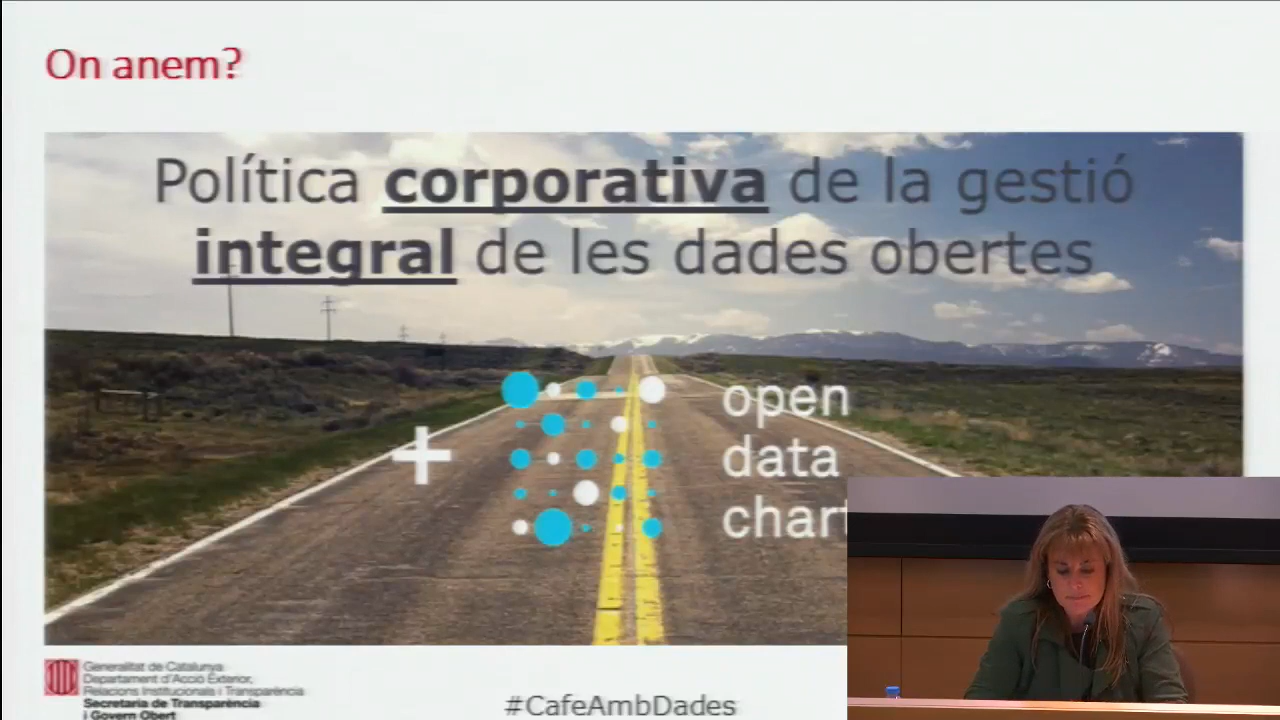 On anem?
Política corporativa de la gestió
integral de les dades obertes
+
open
data
chart
Generalitat de Catalunya
Departament d'Acció Exterior,
Relacions Institucionals i Transparència
Secretaria de Transparència
i Govern Obert
#CafeAmbDades